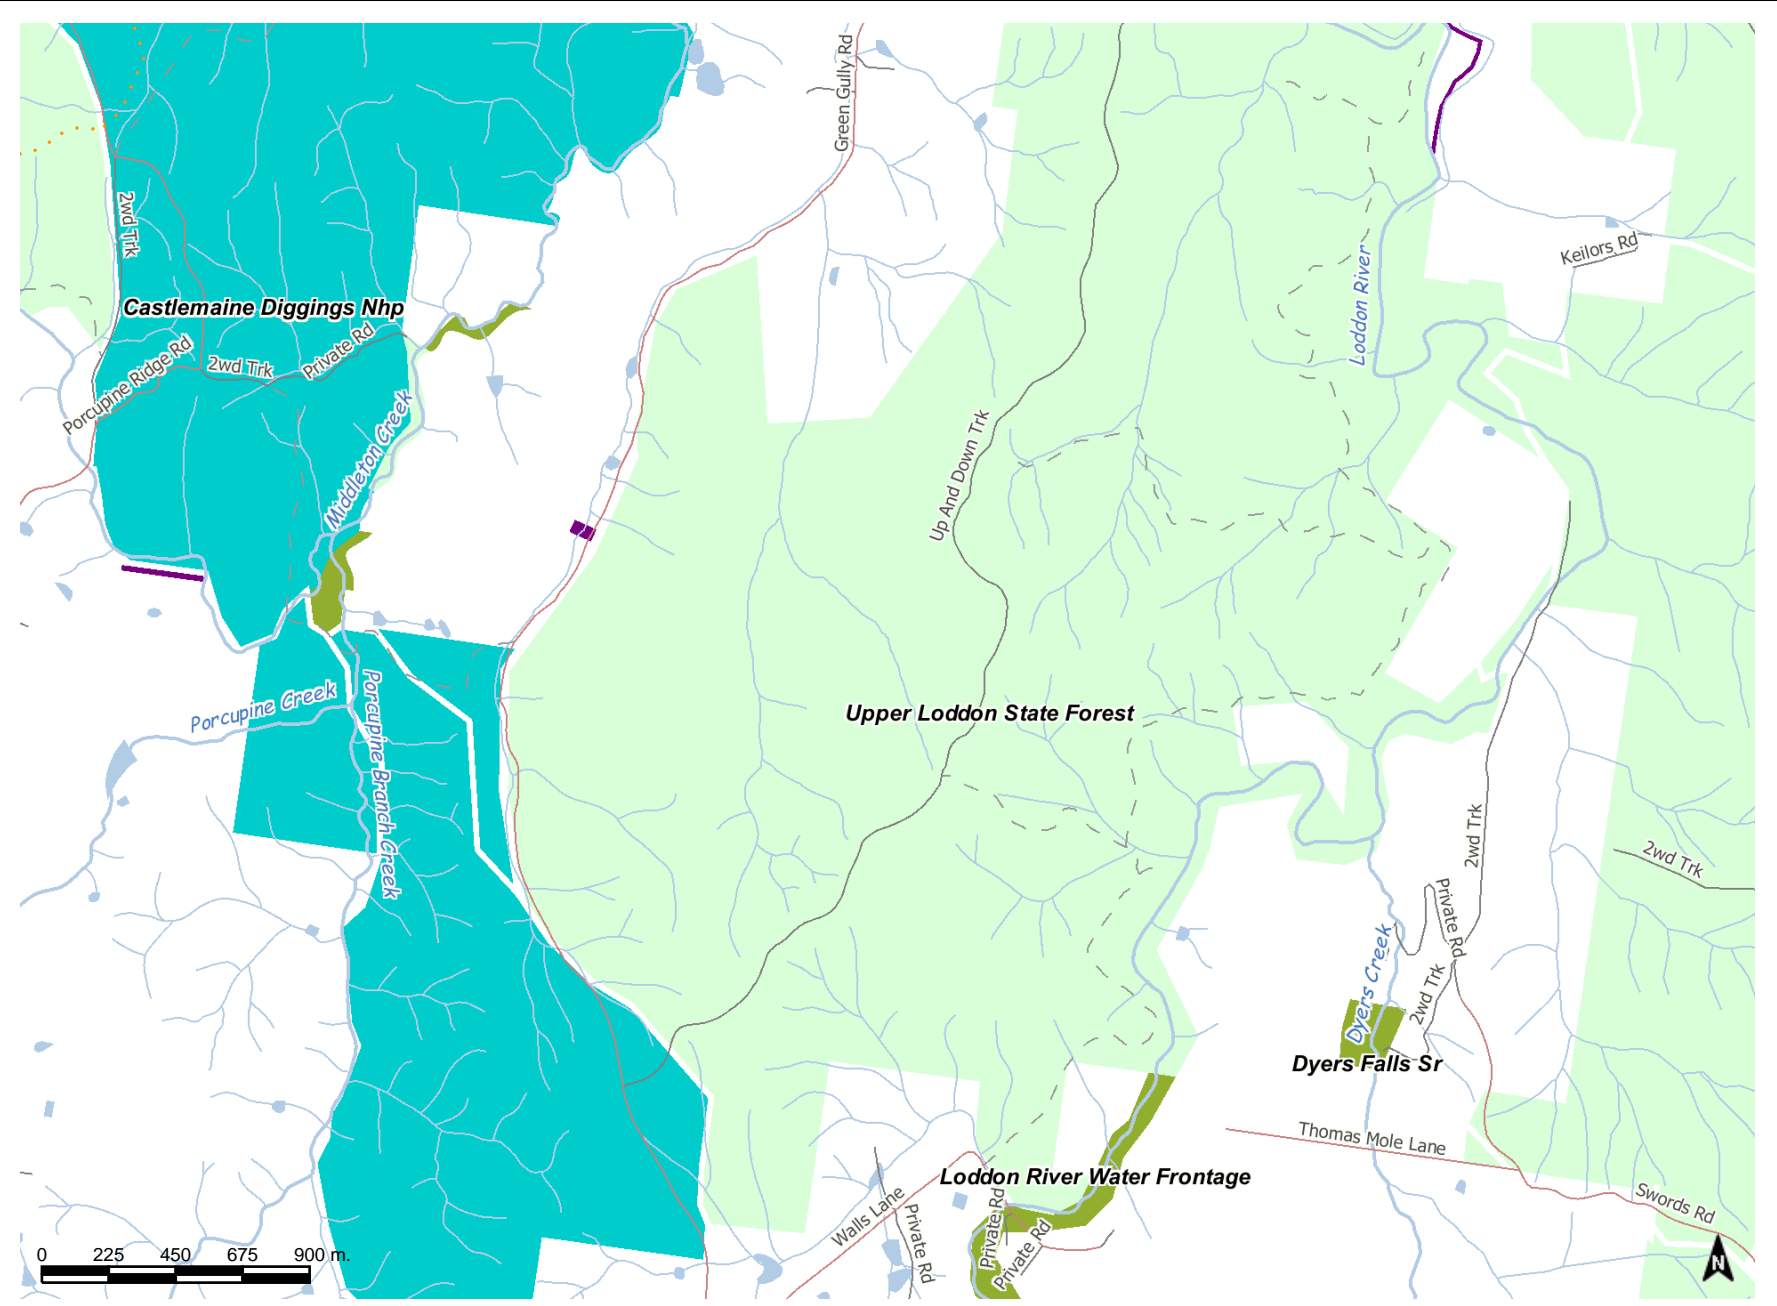 Green Gully Rd
2wd Trk
Keilors Rd
Loddon River
Castlemaine Diggings Nhp
Porcupine Ridge Rd
2wd Trk
Private Rd
Middleton Creek
Up And Down Trk
Porcupine Creek
Porcupine Branch Creek
Upper Loddon State Forest
2wd Trk
2wd Trk
Private Rd
Dyers Creek
2wd Trk
Dyers Falls Sr
Thomas Mole Lane
Loddon River Water Frontage
Swords Rd
Walls Lane
Private Rd
Private Rd
Private Rd
0 225 450 675 900 m.
N